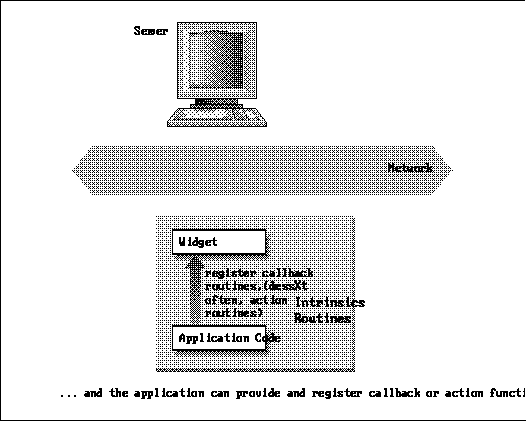 Server
Network
Widget
register callback
routines,(less
often, action
routines)
Xt
Intrinsics
Routines
Application Code
... and the application can provide and register callback or action functi